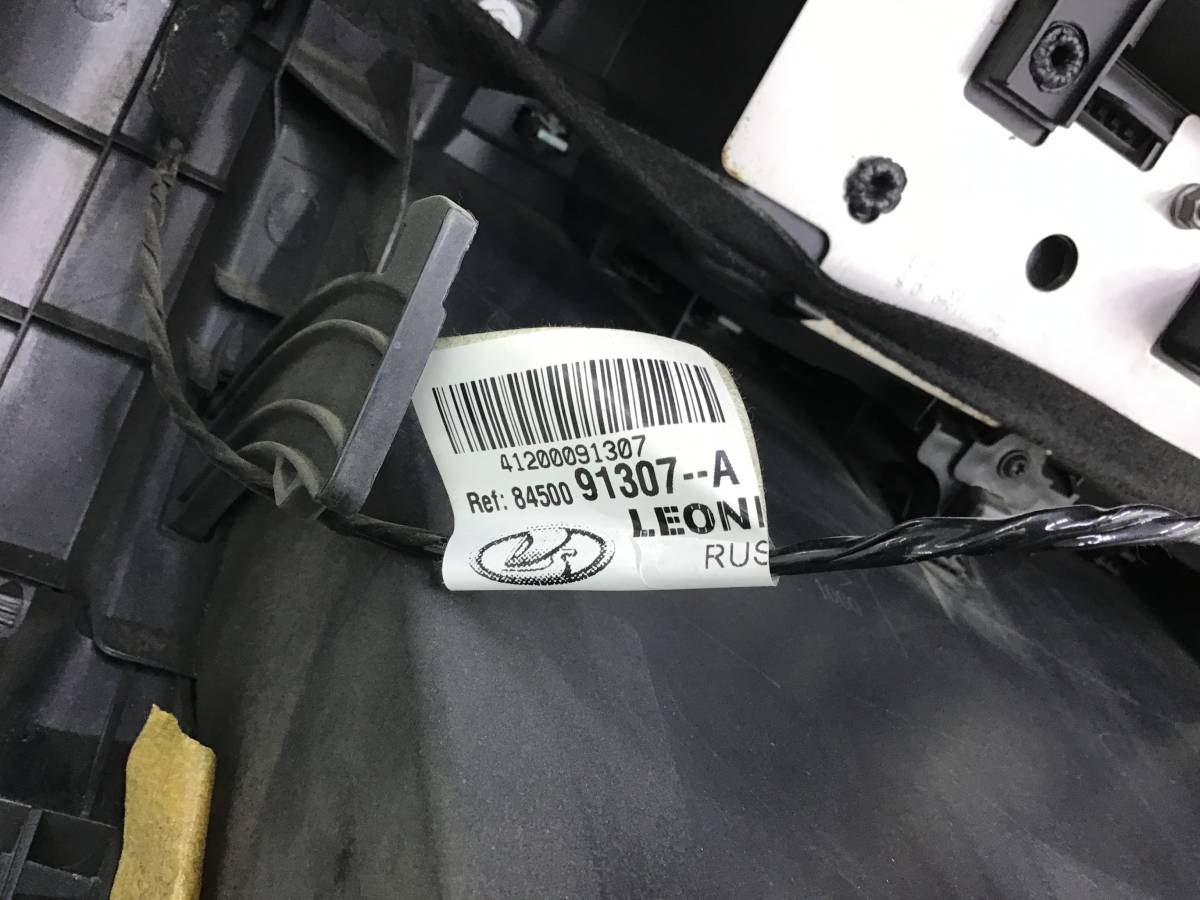 41200091307
Ref: 84500 91307--A
LEONI
RUS